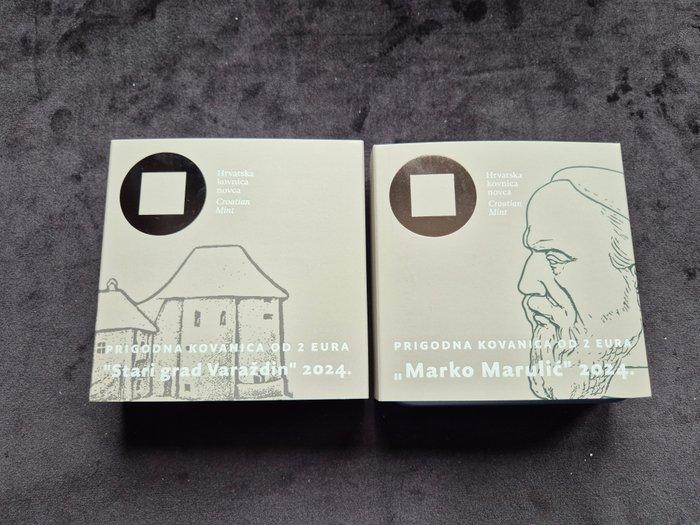 Hrvatska
kovnica
novca
Croatian
Mint
PRIGODNA KOVANICA OD 2 EURA
"Stari grad Varaždin" 2024.
Hrvatska
kovnica
novca
Croatian
Mint
PRIGODNA KOVANICA OD 2 EURA
„Marko Marulić" 2024.